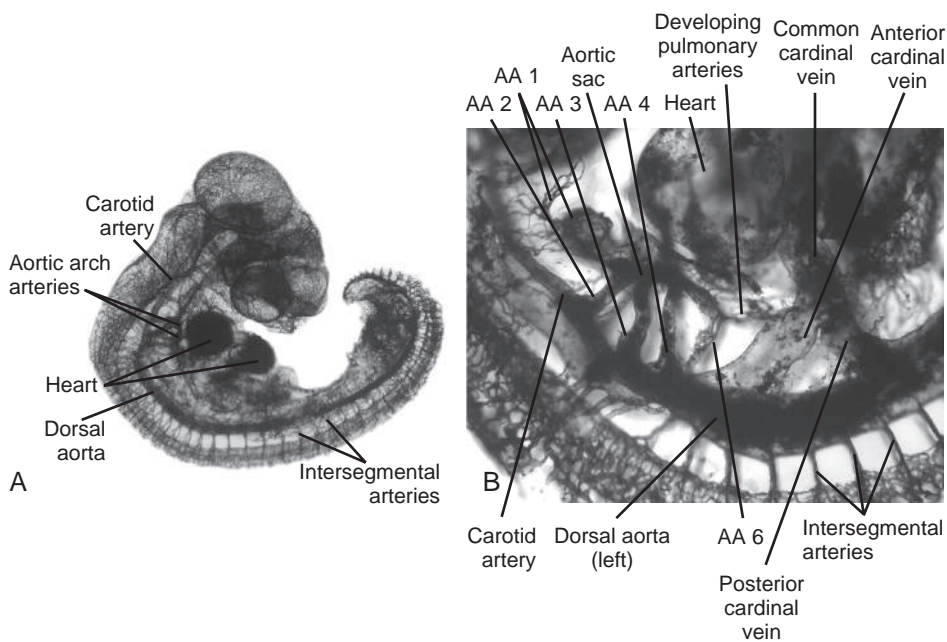 Carotid
artery
Aortic arch
arteries
Heart
Dorsal
aorta
Intersegmental
arteries
A
AA 1
AA 2
AA 3
Aortic
sac
AA 4
Developing
pulmonary
arteries
Heart
Common
cardinal
vein
Anterior
cardinal
vein
B
Carotid
artery
Dorsal aorta
(left)
AA 6
Posterior
cardinal
vein
Intersegmental
arteries